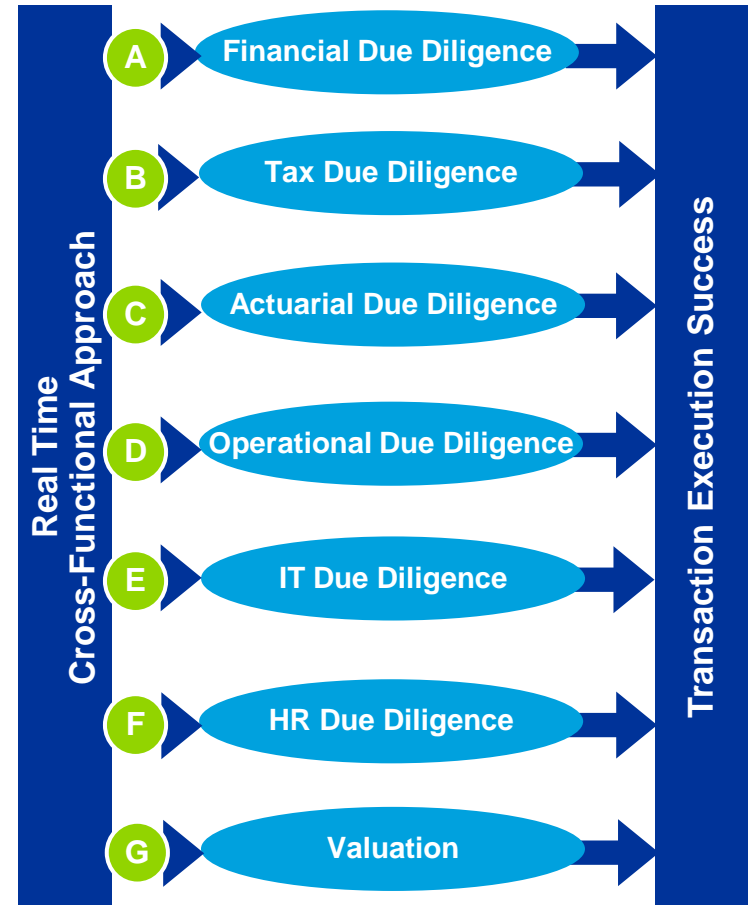 Real Time
Cross-Functional Approach
A
Financial Due Diligence
B
Tax Due Diligence
C
Actuarial Due Diligence
D
Operational Due Diligence
E
IT Due Diligence
F
HR Due Diligence
G
Valuation
Transaction Execution Success